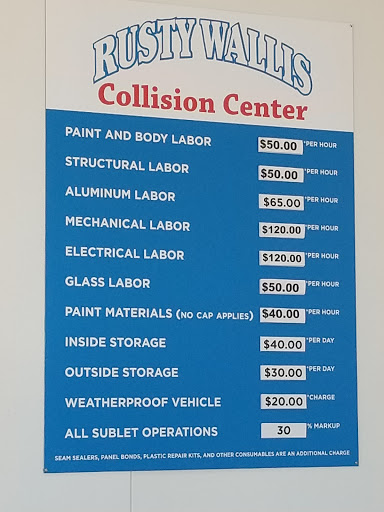 RUSTY WALLIS
Collision Center
PAINT AND BODY LABOR $50.00 *PER HOUR
STRUCTURAL LABOR $50.00 *PER HOUR
ALUMINUM LABOR $65.00 *PER HOUR
MECHANICAL LABOR $120.00 *PER HOUR
ELECTRICAL LABOR $120.00 *PER HOUR
GLASS LABOR $50.00 *PER HOUR
PAINT MATERIALS (NO CAP APPLIES) $40.00 *PER HOUR
INSIDE STORAGE $40.00 *PER DAY
OUTSIDE STORAGE $30.00 *PER DAY
WEATHERPROOF VEHICLE $20.00 *CHARGE
ALL SUBLET OPERATIONS 30 % MARKUP
SEAM SEALERS, PANEL BONDS, PLASTIC REPAIR KITS, AND OTHER CONSUMABLES ARE AN ADDITIONAL CHARGE